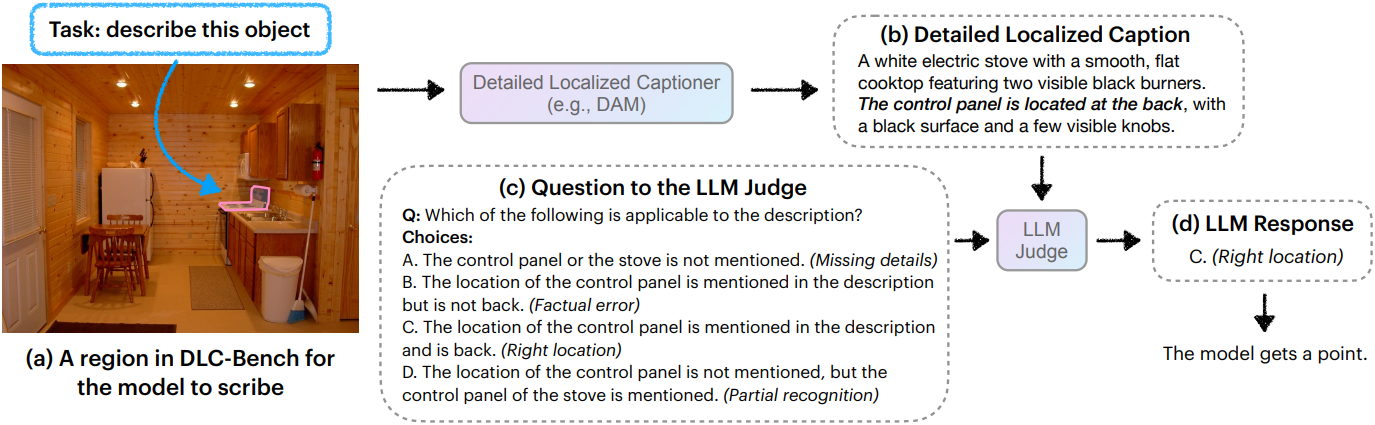 Task: describe this object
(a) A region in DLC-Bench for
the model to scribe
Detailed Localized Captioner
(e.g., DAM)
(b) Detailed Localized Caption
A white electric stove with a smooth, flat
cooktop featuring two visible black burners.
The control panel is located at the back, with
a black surface and a few visible knobs.
(c) Question to the LLM Judge
Q: Which of the following is applicable to the description?
Choices:
A. The control panel or the stove is not mentioned. (Missing details)
B. The location of the control panel is mentioned in the description
but is not back. (Factual error)
C. The location of the control panel is mentioned in the description
and is back. (Right location)
D. The location of the control panel is not mentioned, but the
control panel of the stove is mentioned. (Partial recognition)
LLM
Judge
(d) LLM Response
C. (Right location)
The model gets a point.